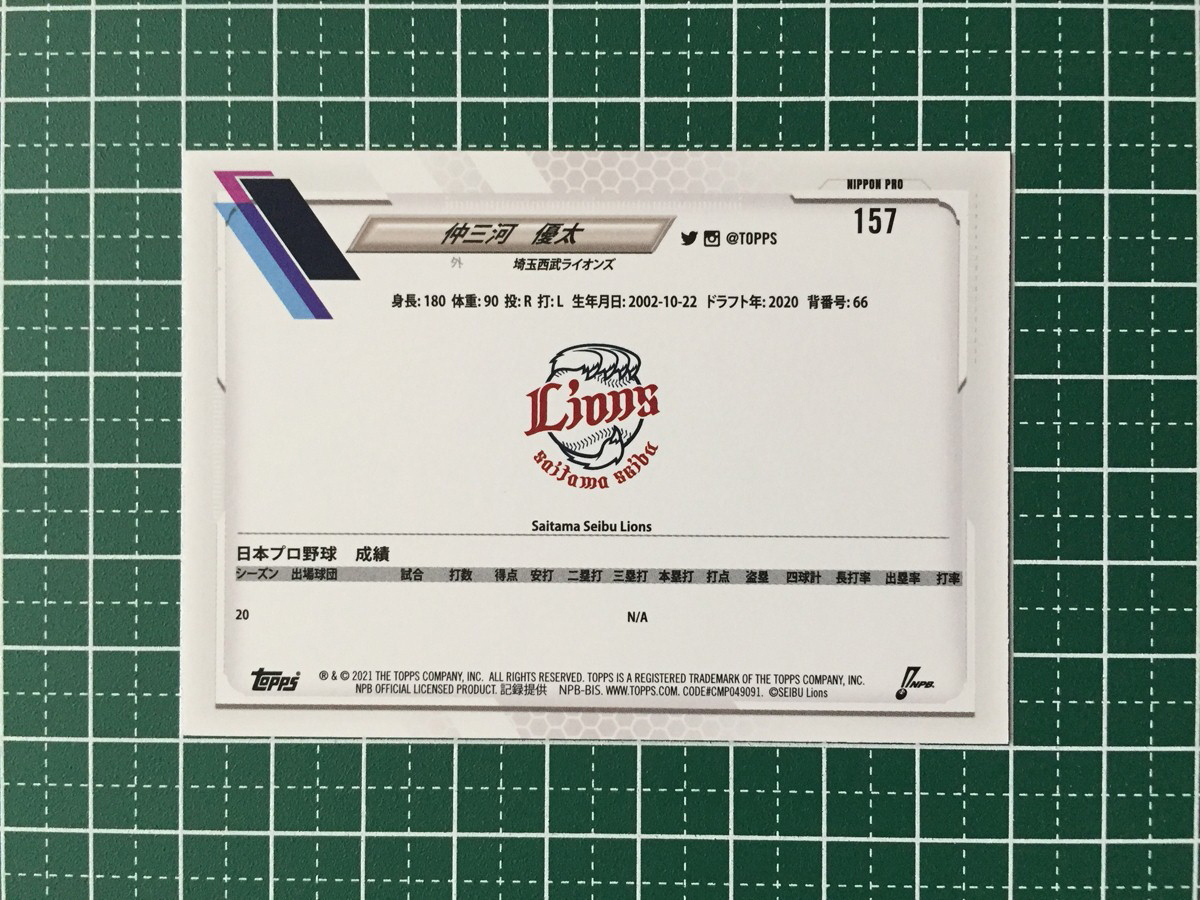 NIPPON PRO
157
仲三河 優太
@TOPPS
外 埼玉西武ライオンズ
身長: 180 体重: 90 投: R 打: L 生年月日: 2002-10-22 ドラフト年: 2020 背番号: 66
Lions
saitama seibu
Saitama Seibu Lions
日本プロ野球 成績
シーズン 出場球団 試合 打数 得点 安打 二塁打 三塁打 本塁打 打点 盗塁 四球計 長打率 出塁率 打率
20 N/A
Topps ® & © 2021 THE TOPPS COMPANY, INC. ALL RIGHTS RESERVED. TOPPS IS A REGISTERED TRADEMARK OF THE TOPPS COMPANY, INC.
NPB OFFICIAL LICENSED PRODUCT. 記録提供 NPB-BIS. WWW.TOPPS.COM. CODE#CMP049091. ©SEIBU Lions
NPB.